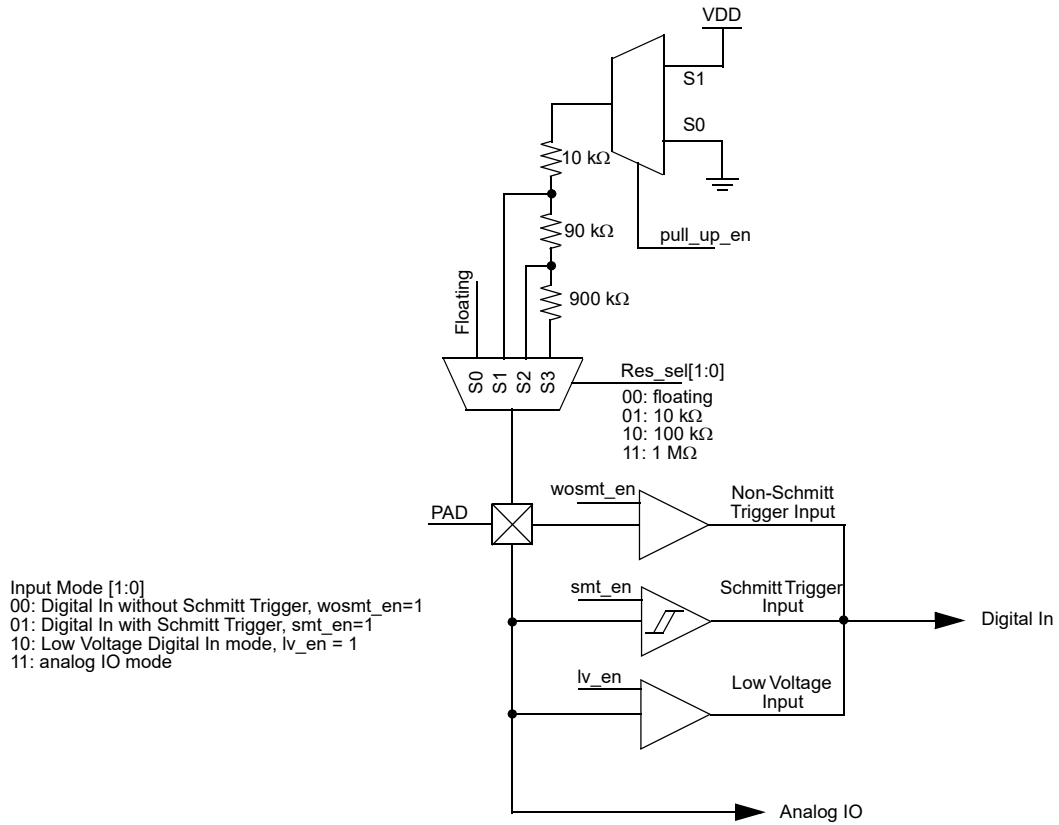 VDD
S1
S0
10 kΩ
90 kΩ
pull_up_en
900 kΩ
Floating
S0
S1
S2
S3
Res_sel[1:0]
00: floating
01: 10 kΩ
10: 100 kΩ
11: 1 MΩ
wosmt_en
Non-Schmitt
Trigger Input
PAD
Input Mode [1:0]
00: Digital In without Schmitt Trigger, wosmt_en=1
01: Digital In with Schmitt Trigger, smt_en=1
10: Low Voltage Digital In mode, lv_en = 1
11: analog IO mode
smt_en
Schmitt Trigger
Input
Digital In
lv_en
Low Voltage
Input
Analog IO